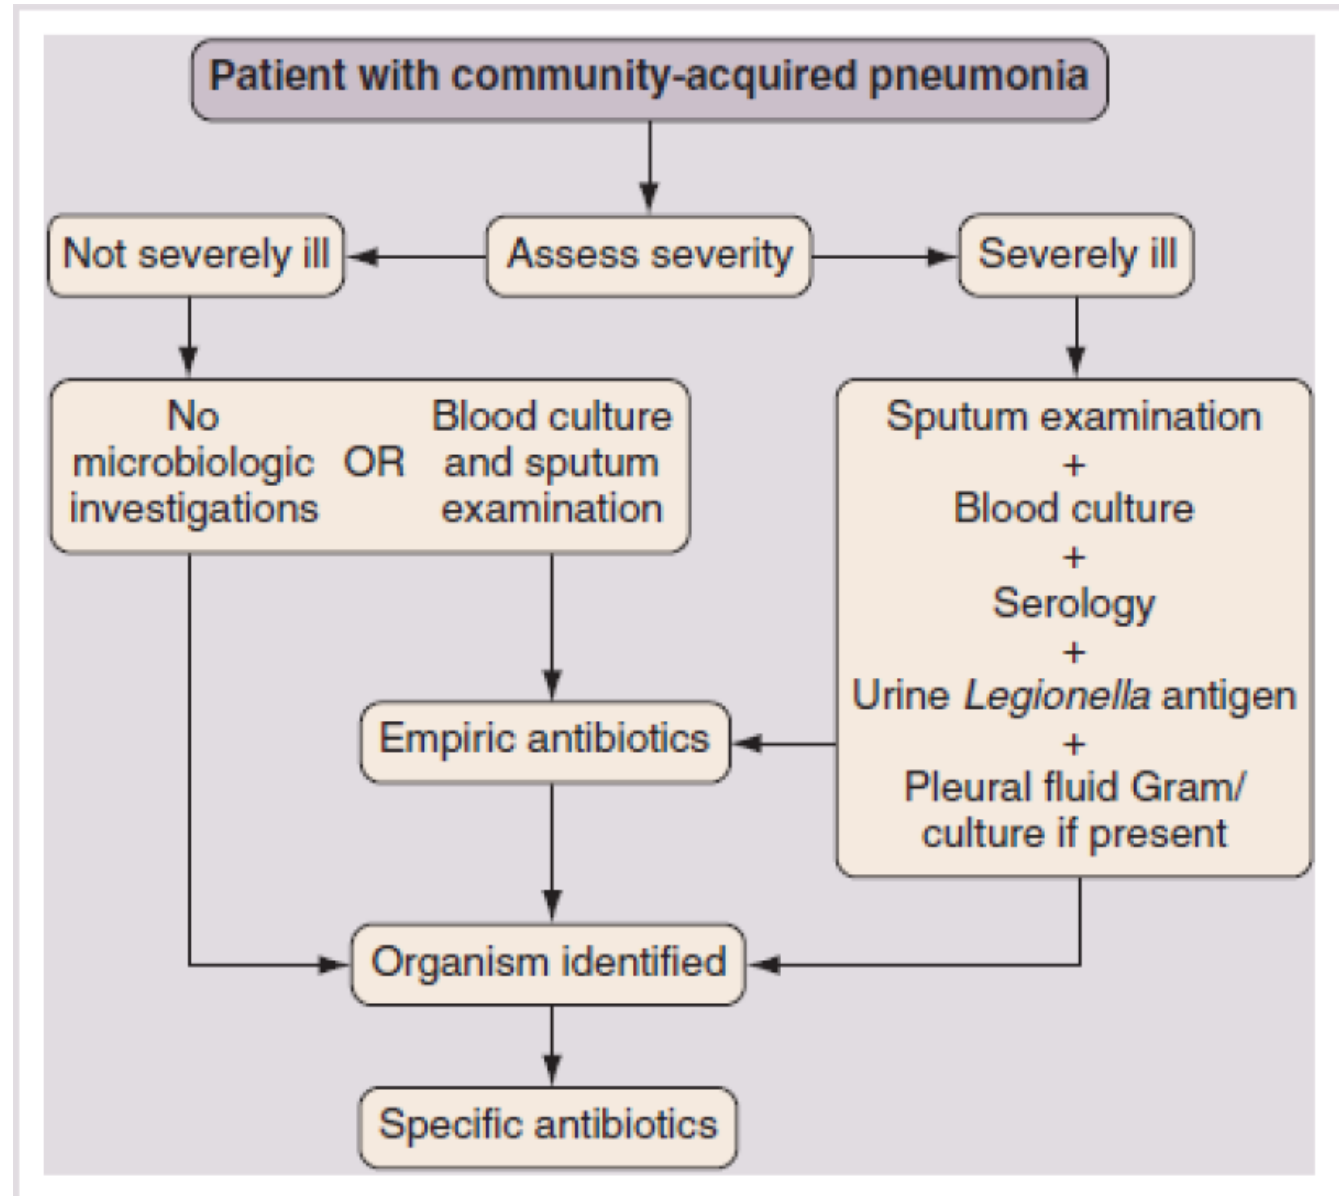 Patient with community-acquired pneumonia
Not severely ill
Assess severity
Severely ill
No
microbiologic
investigations
OR
Blood culture
and sputum
examination
Sputum examination
+
Blood culture
+
Serology
+
Urine Legionella antigen
+
Pleural fluid Gram/
culture if present
Empiric antibiotics
Organism identified
Specific antibiotics